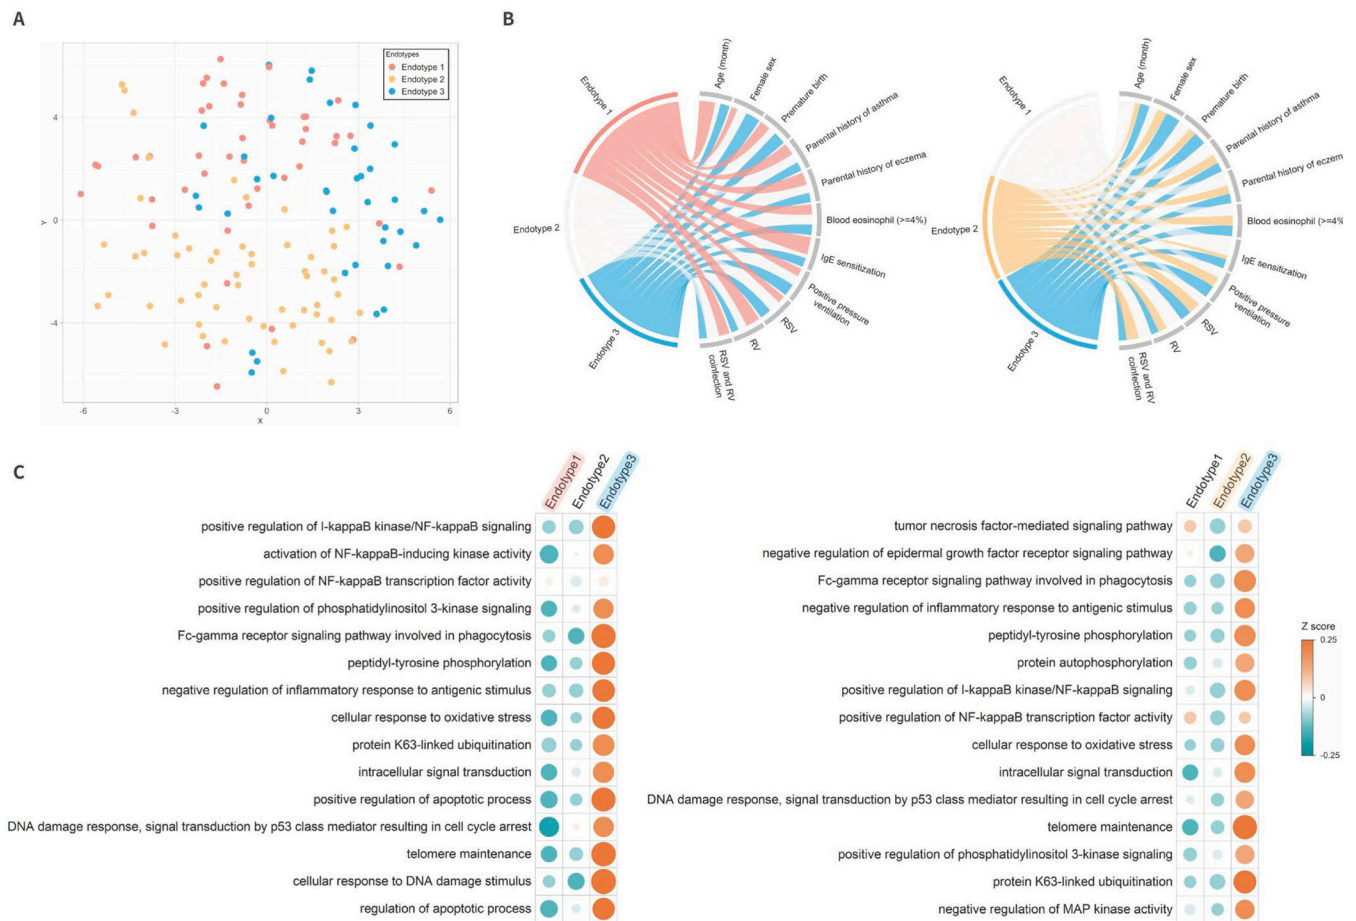 A
Endotypes
Endotype 1
Endotype 2
Endotype 3
4
0
-4
Y
-6
-3
0
3
6
X
B
Endotype 1
Endotype 2
Endotype 3
Age (month)
Female sex
Premature birth
Parental history of asthma
Parental history of eczema
Blood eosinophil (>=4%)
IgE sensitization
Positive pressure
ventilation
RSV
RV
RSV and RV
coinfection
Endotype 1
Endotype 2
Endotype 3
Age (month)
Female sex
Premature birth
Parental history of asthma
Parental history of eczem
Blood eosinophil (>=4%
IgE sensitization
Positive pressure
ventilation
RSV
RV
RSV and RV
coinfection
C
Endotype1
Endotype2
Endotype3
positive regulation of I-kappaB kinase/NF-kappaB signaling
activation of NF-kappaB-inducing kinase activity
positive regulation of NF-kappaB transcription factor activity
positive regulation of phosphatidylinositol 3-kinase signaling
Fc-gamma receptor signaling pathway involved in phagocytosis
peptidyl-tyrosine phosphorylation
negative regulation of inflammatory response to antigenic stimulus
cellular response to oxidative stress
protein K63-linked ubiquitination
intracellular signal transduction
positive regulation of apoptotic process
DNA damage response, signal transduction by p53 class mediator resulting in cell cycle arrest
telomere maintenance
cellular response to DNA damage stimulus
regulation of apoptotic process
Endotype1
Endotype2
Endotype3
tumor necrosis factor-mediated signaling pathway
negative regulation of epidermal growth factor receptor signaling pathway
Fc-gamma receptor signaling pathway involved in phagocytosis
negative regulation of inflammatory response to antigenic stimulus
peptidyl-tyrosine phosphorylation
protein autophosphorylation
positive regulation of I-kappaB kinase/NF-kappaB signaling
positive regulation of NF-kappaB transcription factor activity
cellular response to oxidative stress
intracellular signal transduction
DNA damage response, signal transduction by p53 class mediator resulting in cell cycle arrest
telomere maintenance
positive regulation of phosphatidylinositol 3-kinase signaling
protein K63-linked ubiquitination
negative regulation of MAP kinase activity
Z score
0.25
0
-0.25